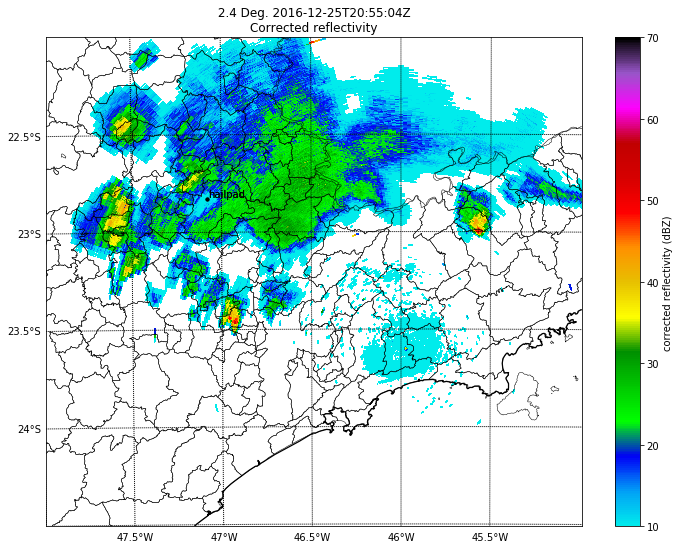 2.4 Deg. 2016-12-25T20:55:04Z
Corrected reflectivity
22.5°S
23°S
23.5°S
24°S
47.5°W
47°W
46.5°W
46°W
45.5°W
hailpad
70
60
50
40
30
20
10
corrected reflectivity (dBZ)